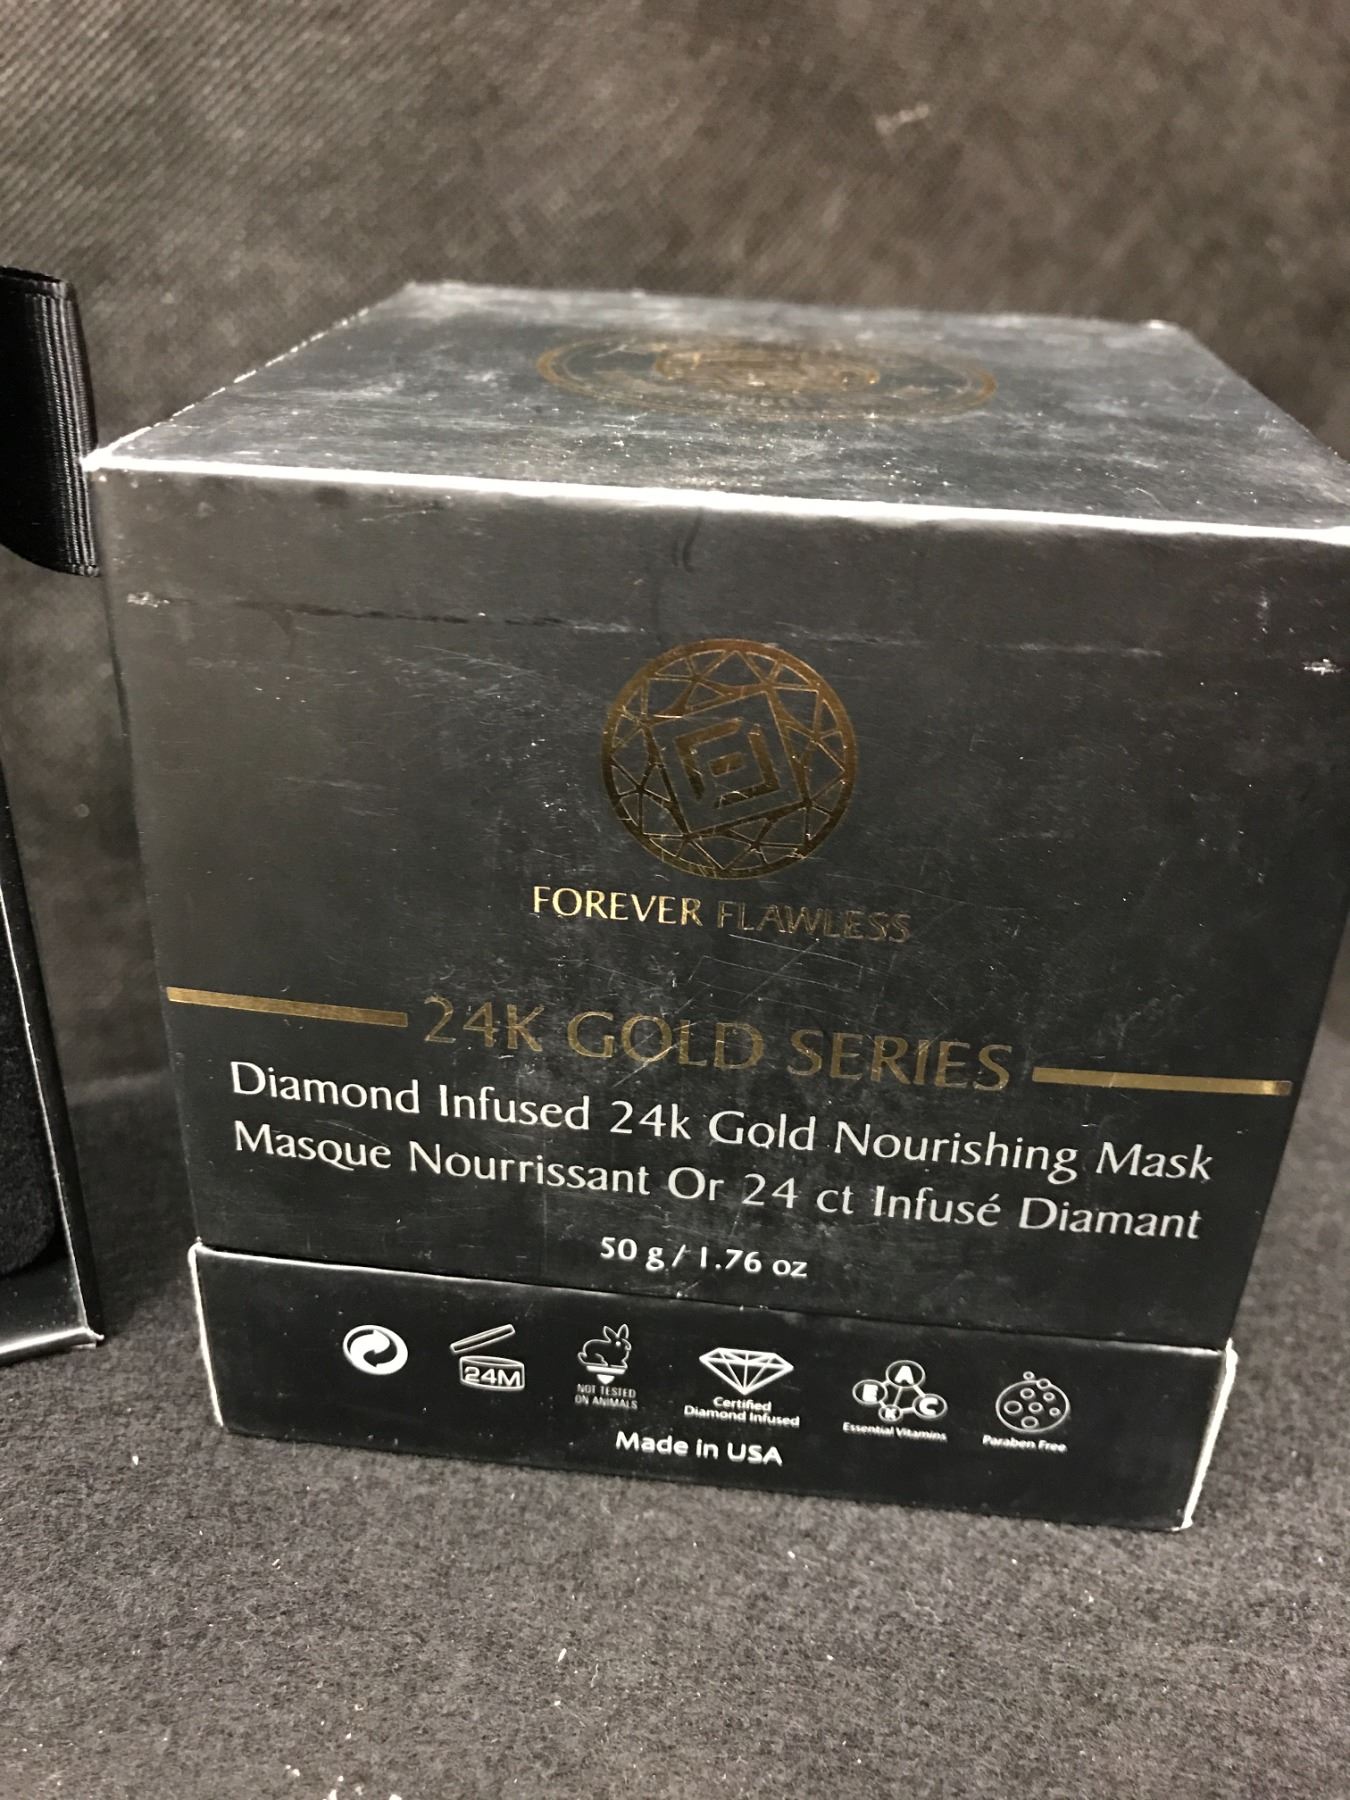 FOREVER FLAWLESS
24K GOLD SERIES
Diamond Infused 24k Gold Nourishing Mask
Masque Nourrissant Or 24 ct Infusé Diamant
50 g / 1.76 oz
24M
NOT TESTED
ON ANIMALS
Certified
Diamond Infused
A
E
K
C
Essential Vitamins
Paraben Free
Made in USA